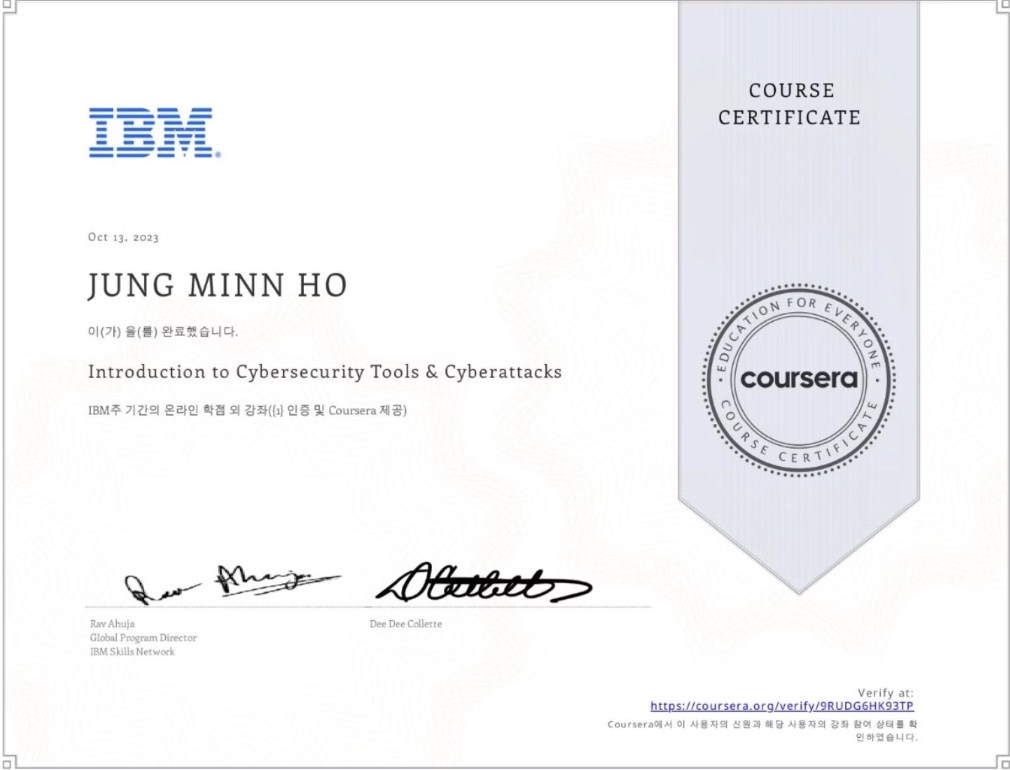 IBM
COURSE
CERTIFICATE
Oct 13, 2023
JUNG MINN HO
이(가) 을(를) 완료했습니다.
Introduction to Cybersecurity Tools & Cyberattacks
IBM주 기간의 온라인 학점 외 강좌({1) 인증 및 Coursera 제공)
EDUCATION FOR EVERYONE
coursera
COURSE CERTIFICATE
Rav Ahuja
Rav Ahuja
Global Program Director
IBM Skills Network
DCollette
Dee Dee Collette
Verify at:
https://coursera.org/verify/9RUDG6HK93TP
Coursera에서 이 사용자의 신원과 해당 사용자의 강좌 참여 상태를 확
인하였습니다.